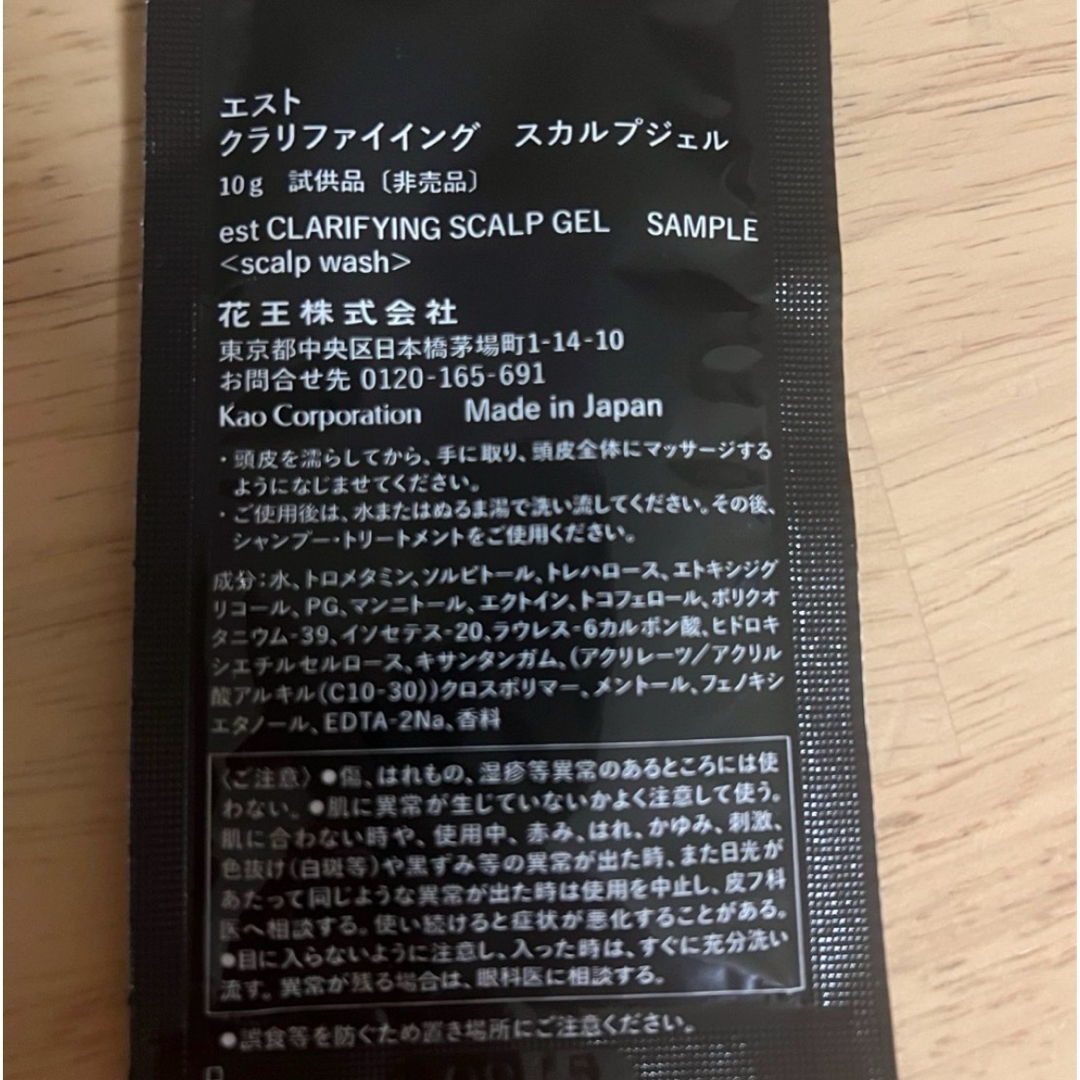 エスト
クラリファイイング　スカルプジェル
10g　試供品〔非売品〕
est CLARIFYING SCALP GEL　SAMPLE
<scalp wash>
花王株式会社
東京都中央区日本橋茅場町1-14-10
お問合せ先 0120-165-691
Kao Corporation　Made in Japan
・頭皮を濡らしてから、手に取り、頭皮全体にマッサージする
ようになじませてください。
・ご使用後は、水またはぬるま湯で洗い流してください。その後、
シャンプー・トリートメントをご使用ください。
成分：水、トロメタミン、ソルビトール、トレハロース、エトキシジグ
リコール、PG、マンニトール、エクトイン、トコフェロール、ポリクオ
タニウム-39、イソセテス-20、ラウレス-6カルボン酸、ヒドロキ
シエチルセルロース、キサンタンガム、(アクリレーツ／アクリル
酸アルキル(C10-30))クロスポリマー、メントール、フェノキシ
エタノール、EDTA-2Na、香料
〈ご注意〉●傷、はれもの、湿疹等異常のあるところには使
わない。●肌に異常が生じていないかよく注意して使う。
肌に合わない時や、使用中、赤み、はれ、かゆみ、刺激、
色抜け(白斑等)や黒ずみ等の異常が出た時、また日光が
あたって同じような異常が出た時は使用を中止し、皮フ科
医へ相談する。使い続けると症状が悪化することがある。
●目に入らないように注意し、入った時は、すぐに充分洗い
流す。異常が残る場合は、眼科医に相談する。
●誤食等を防ぐため置き場所にご注意ください。